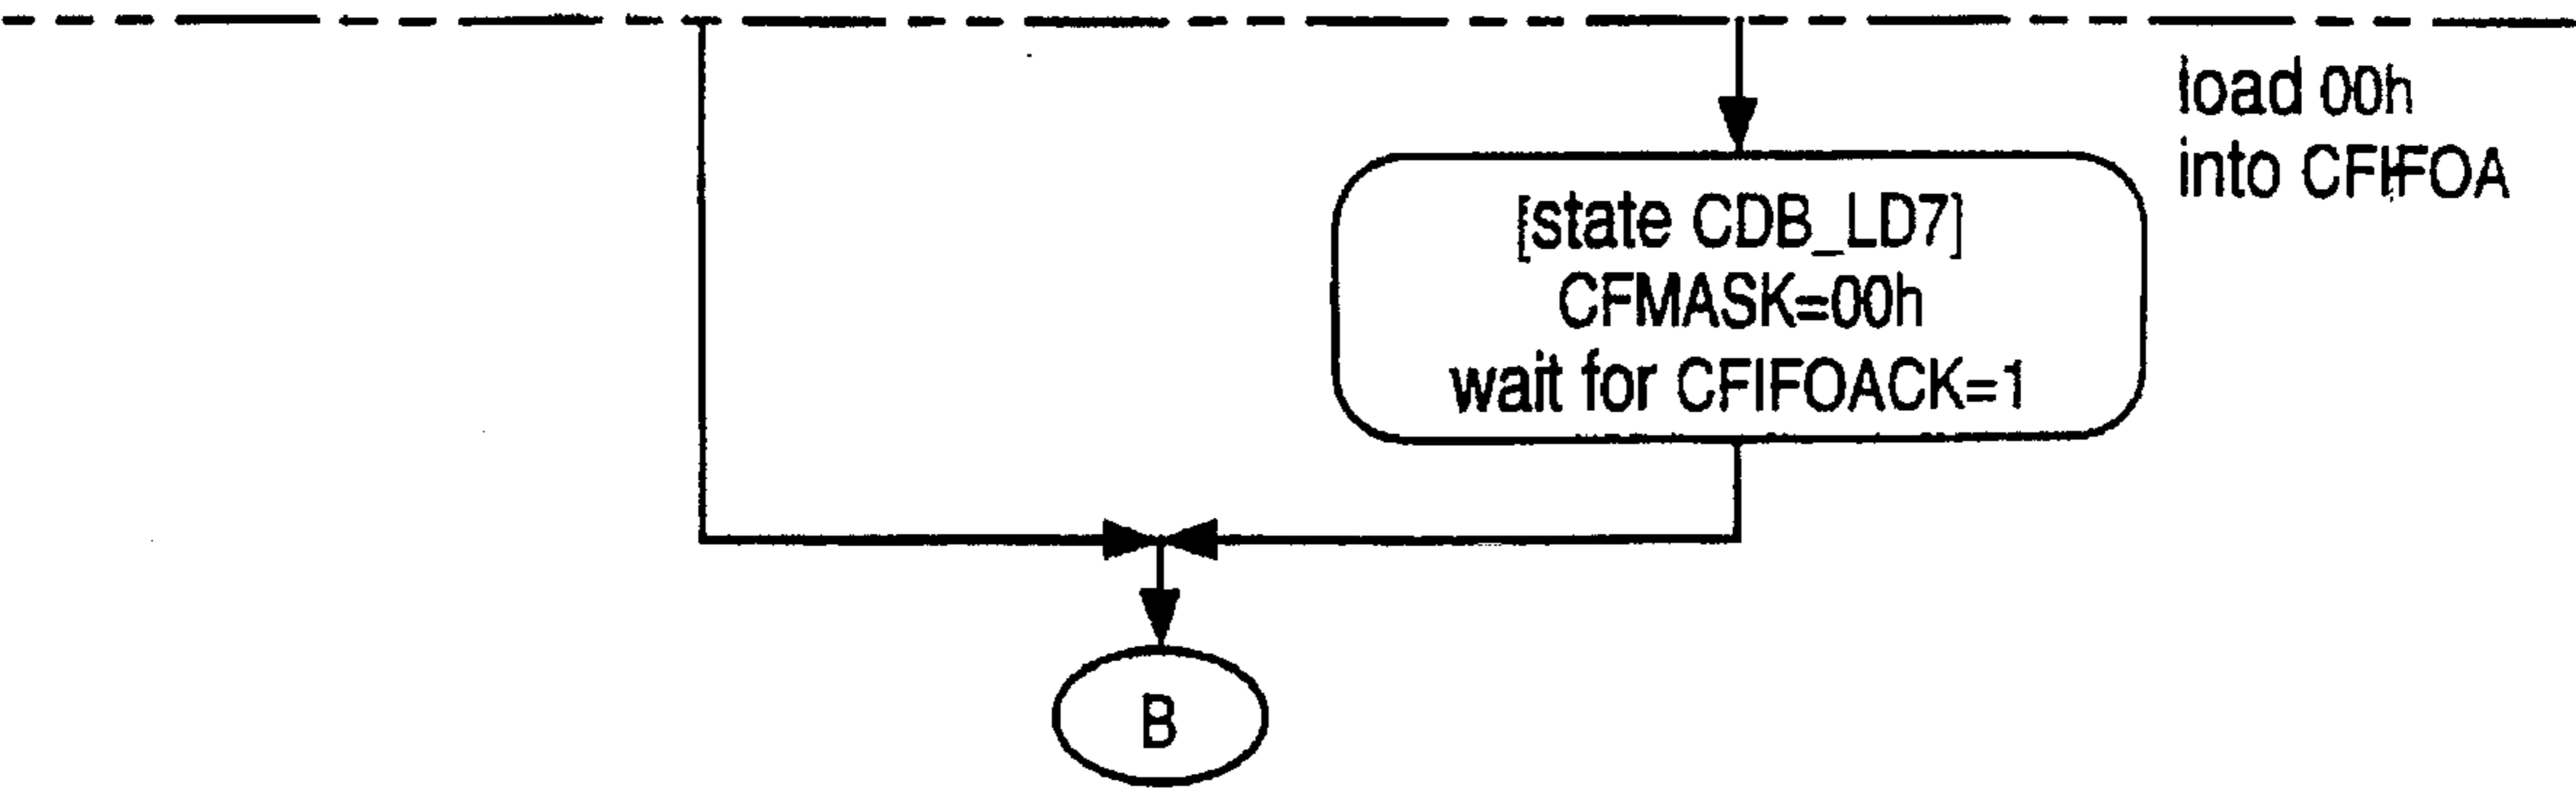 load 00h
into CFIFOA
[state CDB_LD7]
CFMASK=00h
wait for CFIFOACK=1
B